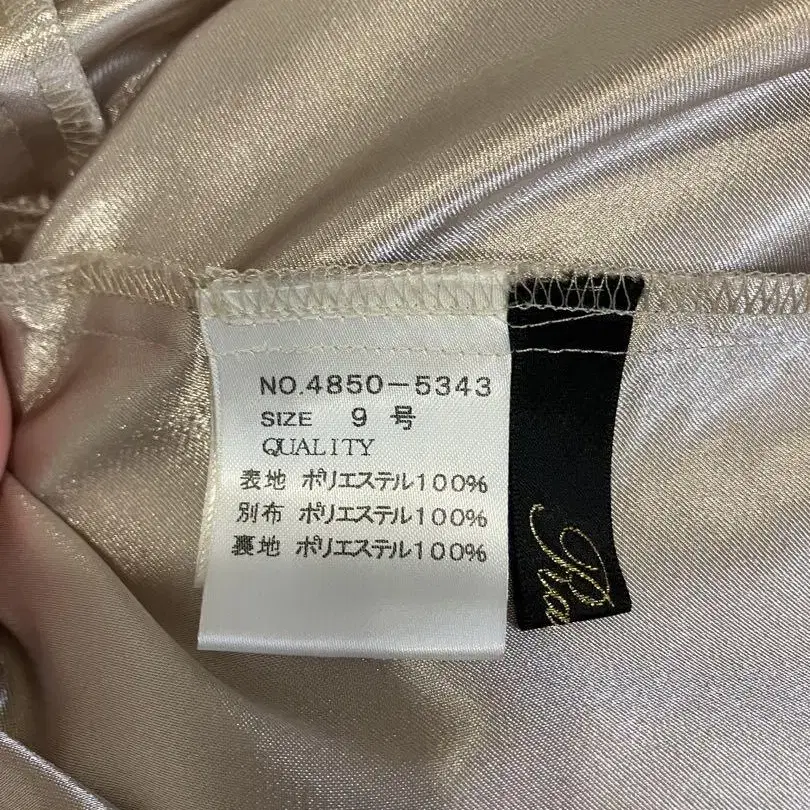 NO.4850-5343
SIZE 9 号
QUALITY
表地 ポリエステル100%
別布 ポリエステル100%
裏地 ポリエステル100%